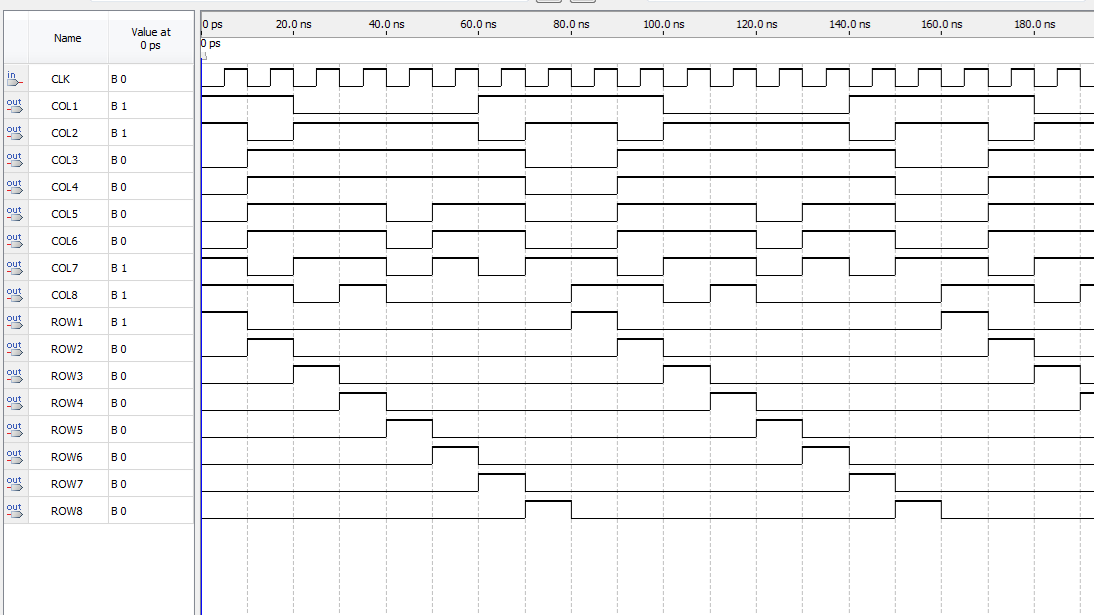 0 ps 20.0 ns 40.0 ns 60.0 ns 80.0 ns 100.0 ns 120.0 ns 140.0 ns 160.0 ns 180.0 ns
Name Value at
0 ps
0 ps
in CLK B 0
out COL1 B 1
out COL2 B 1
out COL3 B 0
out COL4 B 0
out COL5 B 0
out COL6 B 0
out COL7 B 1
out COL8 B 1
out ROW1 B 1
out ROW2 B 0
out ROW3 B 0
out ROW4 B 0
out ROW5 B 0
out ROW6 B 0
out ROW7 B 0
out ROW8 B 0